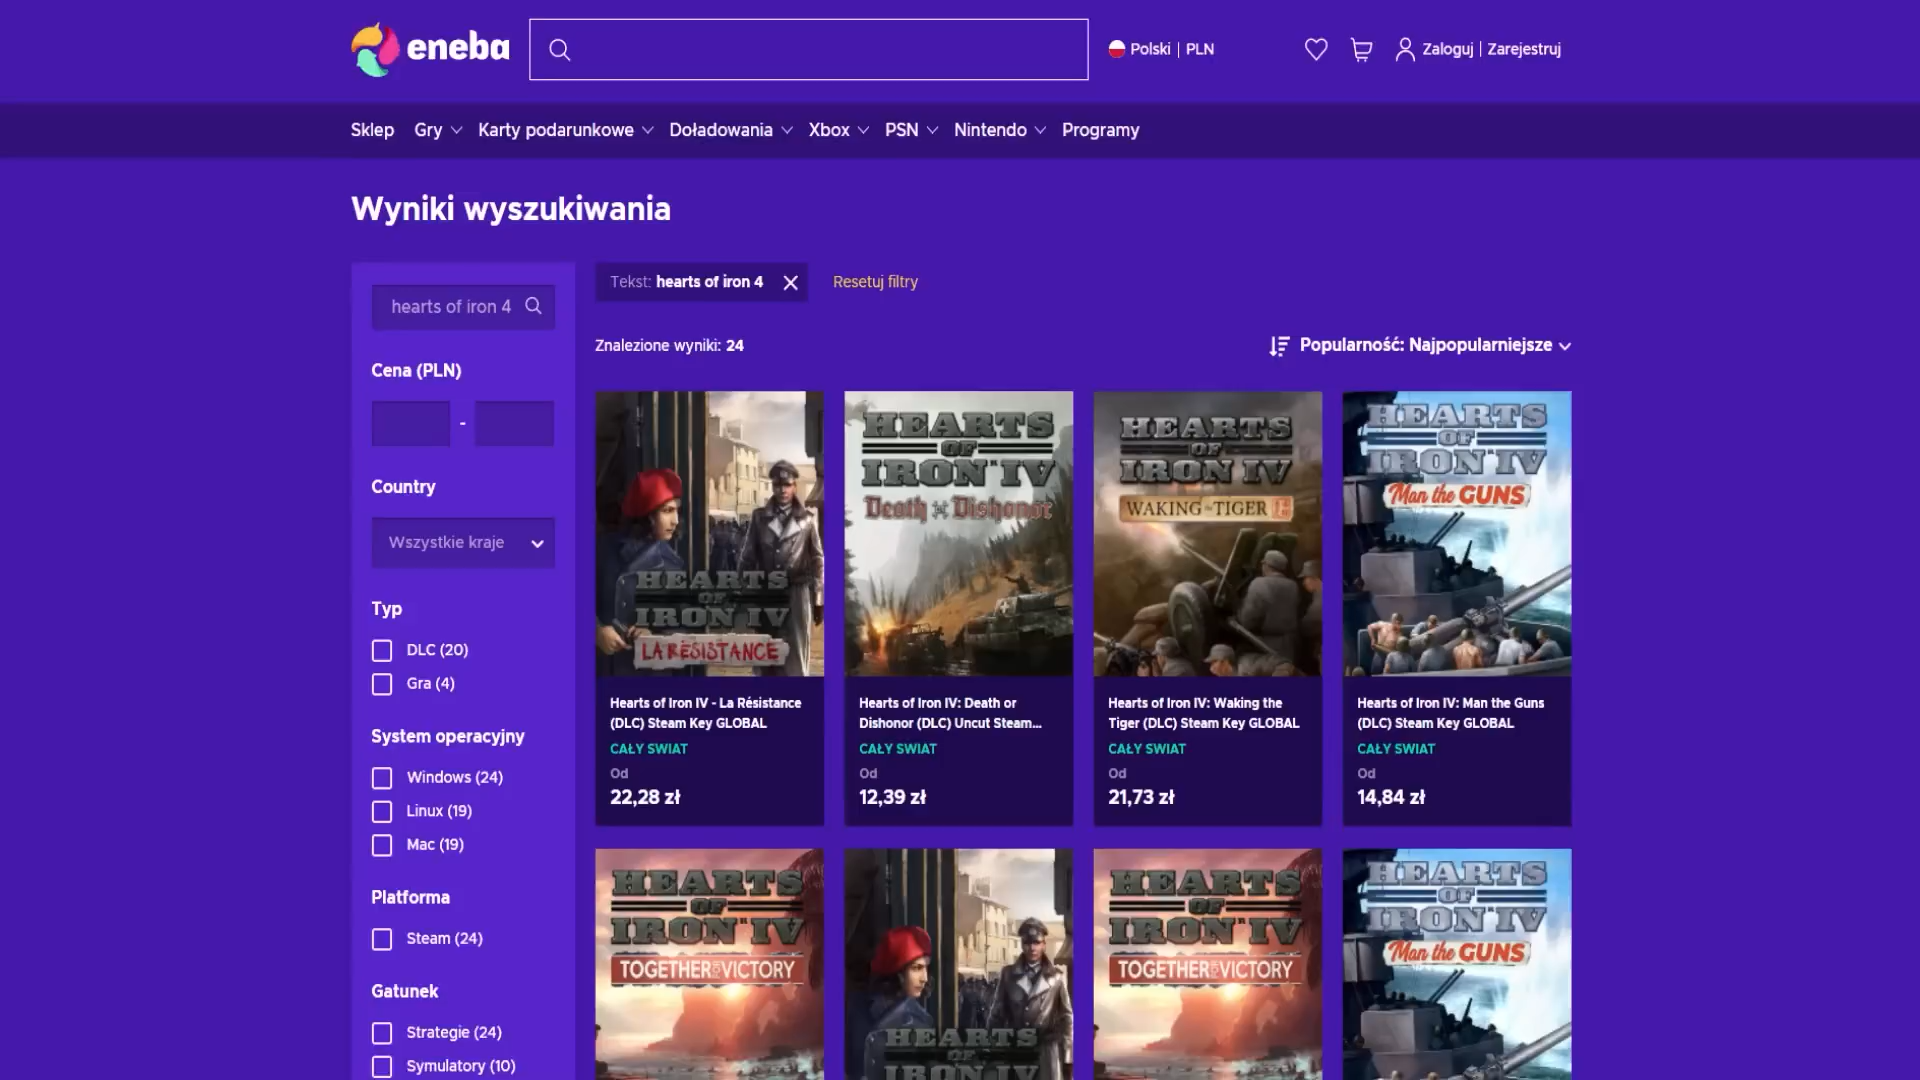 eneba
Polski | PLN
Zaloguj | Zarejestruj
Sklep Gry Karty podarunkowe Doładowania Xbox PSN Nintendo Programy
Wyniki wyszukiwania
hearts of iron 4
Cena (PLN)
-
Country
Wszystkie kraje
Typ
DLC (20)
Gra (4)
System operacyjny
Windows (24)
Linux (19)
Mac (19)
Platforma
Steam (24)
Gatunek
Strategie (24)
Symulatory (10)
Tekst: hearts of iron 4
Resetuj filtry
Znalezione wyniki: 24
Popularność: Najpopularniejsze
HEARTS
OF
IRON IV
LA RÉSISTANCE
Hearts of Iron IV - La Résistance
(DLC) Steam Key GLOBAL
CAŁY SWIAT
Od
22,28 zł
HEARTS
OF
IRON IV
Death or Dishonor
Hearts of Iron IV: Death or
Dishonor (DLC) Uncut Steam...
CAŁY SWIAT
Od
12,39 zł
HEARTS
OF
IRON IV
WAKING THE TIGER
Hearts of Iron IV: Waking the
Tiger (DLC) Steam Key GLOBAL
CAŁY SWIAT
Od
21,73 zł
HEARTS
OF
IRON IV
Man the GUNS
Hearts of Iron IV: Man the Guns
(DLC) Steam Key GLOBAL
CAŁY SWIAT
Od
14,84 zł
HEARTS
OF
IRON IV
TOGETHER FOR VICTORY
HEARTS
OF
IRON IV
HEARTS
OF
IRON IV
TOGETHER FOR VICTORY
HEARTS
OF
IRON IV
Man the GUNS